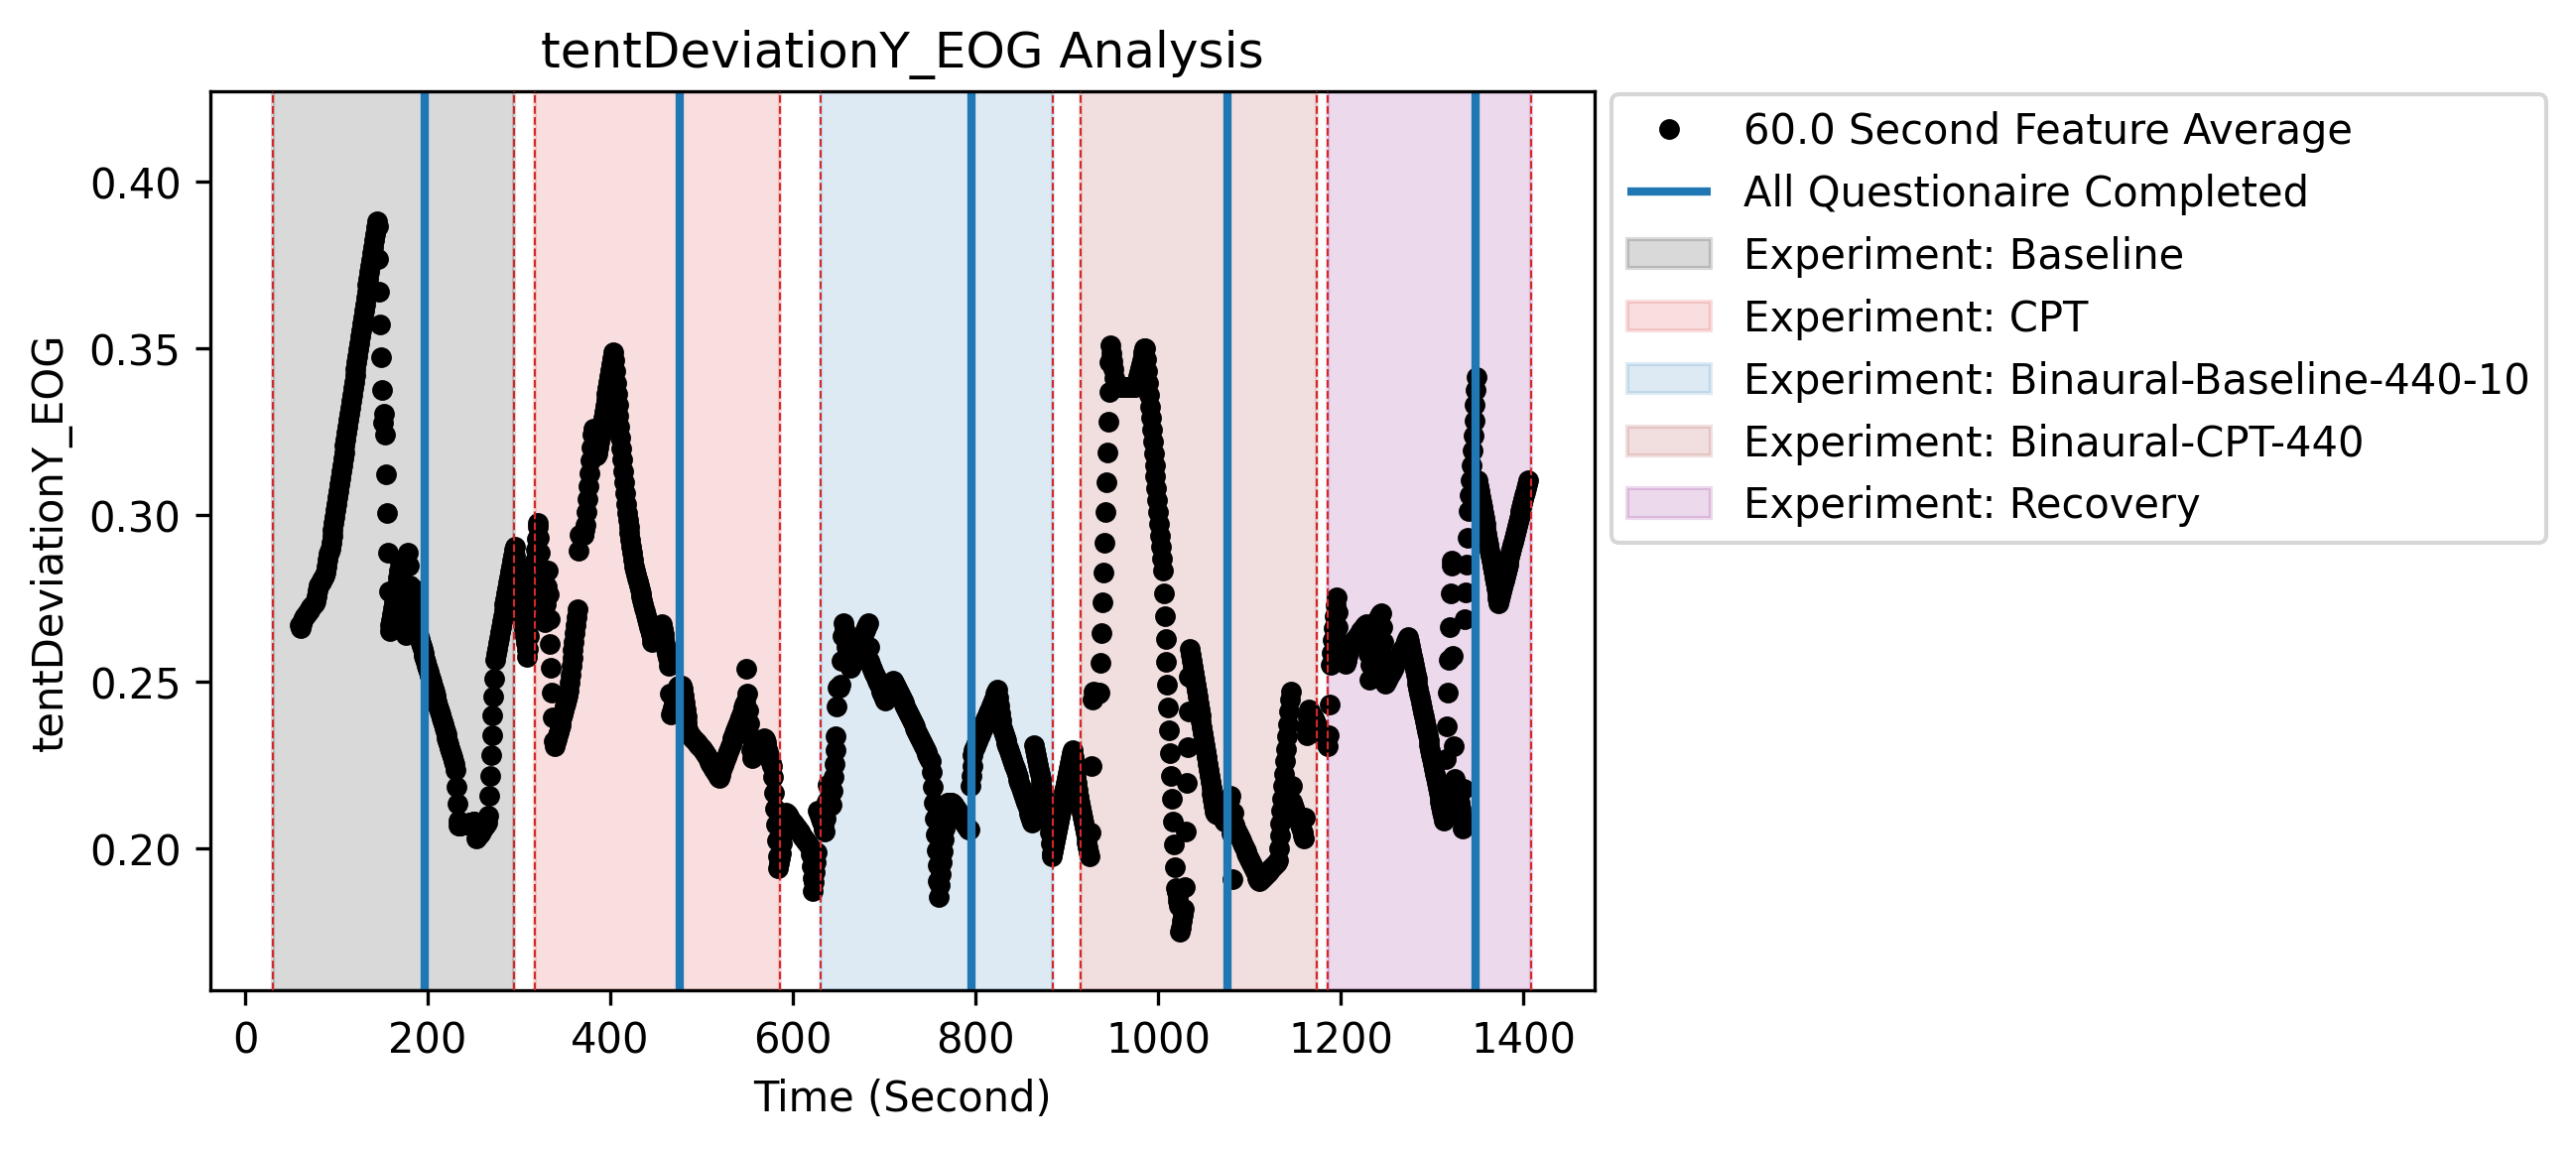 tentDeviationY_EOG Analysis
tentDeviationY_EOG
0.40
0.35
0.30
0.25
0.20
0 200 400 600 800 1000 1200 1400
Time (Second)
60.0 Second Feature Average
All Questionaire Completed
Experiment: Baseline
Experiment: CPT
Experiment: Binaural-Baseline-440-10
Experiment: Binaural-CPT-440
Experiment: Recovery